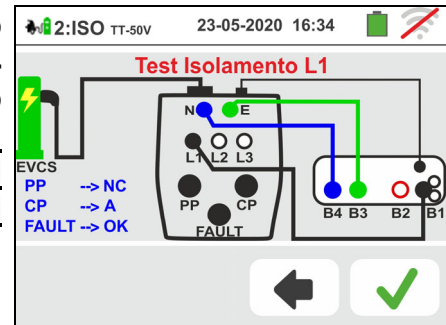 2:ISO TT-50V 23-05-2020 16:34
Test Isolamento L1
N E
L1 L2 L3
EVCS
PP --> NC
CP --> A
FAULT --> OK
PP CP
FAULT
B4 B3 B2 B1